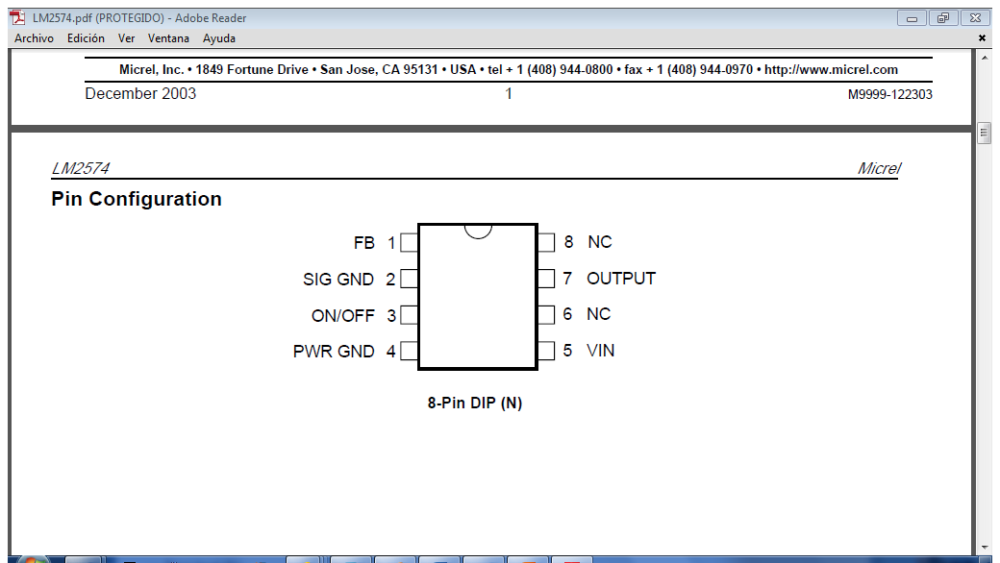 LM2574.pdf (PROTEGIDO) - Adobe Reader
Archivo Edición Ver Ventana Ayuda
Micrel, Inc. • 1849 Fortune Drive • San Jose, CA 95131 • USA • tel + 1 (408) 944-0800 • fax + 1 (408) 944-0970 • http://www.micrel.com
December 2003 1 M9999-122303
LM2574 Micrel
Pin Configuration
FB 1 8 NC
SIG GND 2 7 OUTPUT
ON/OFF 3 6 NC
PWR GND 4 5 VIN
8-Pin DIP (N)